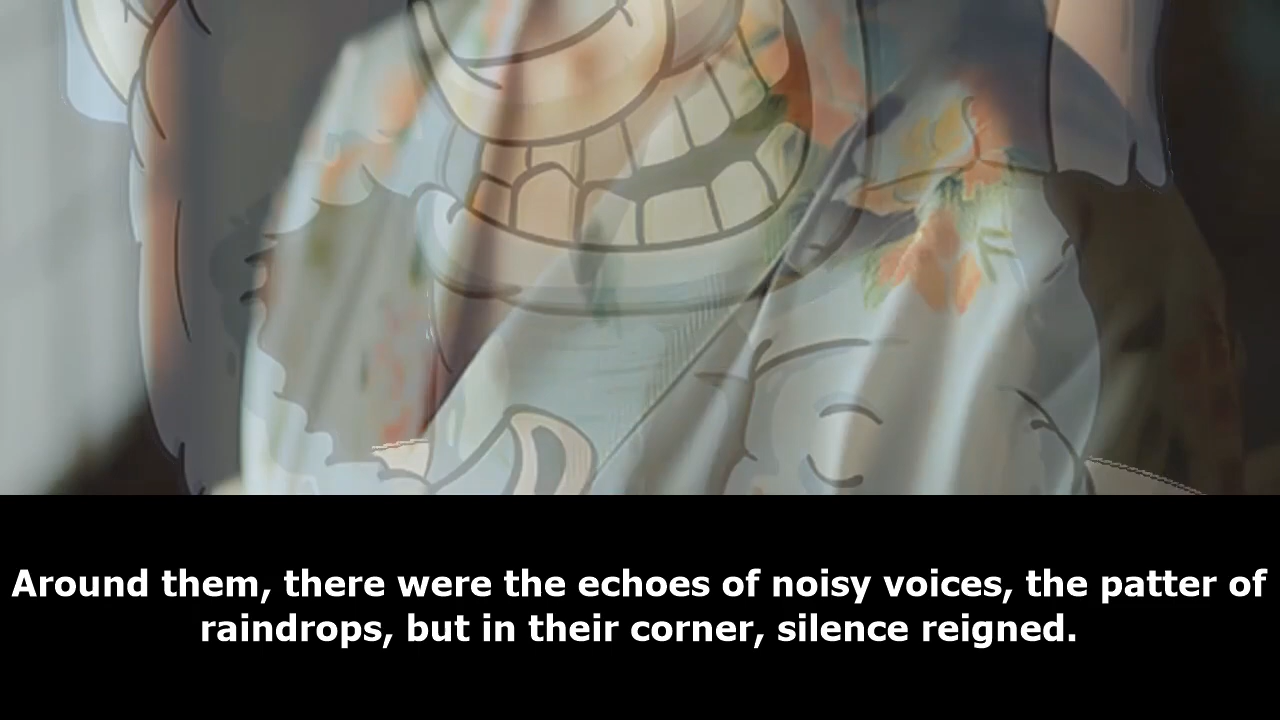 Around them, there were the echoes of noisy voices, the patter of
raindrops, but in their corner, silence reigned.